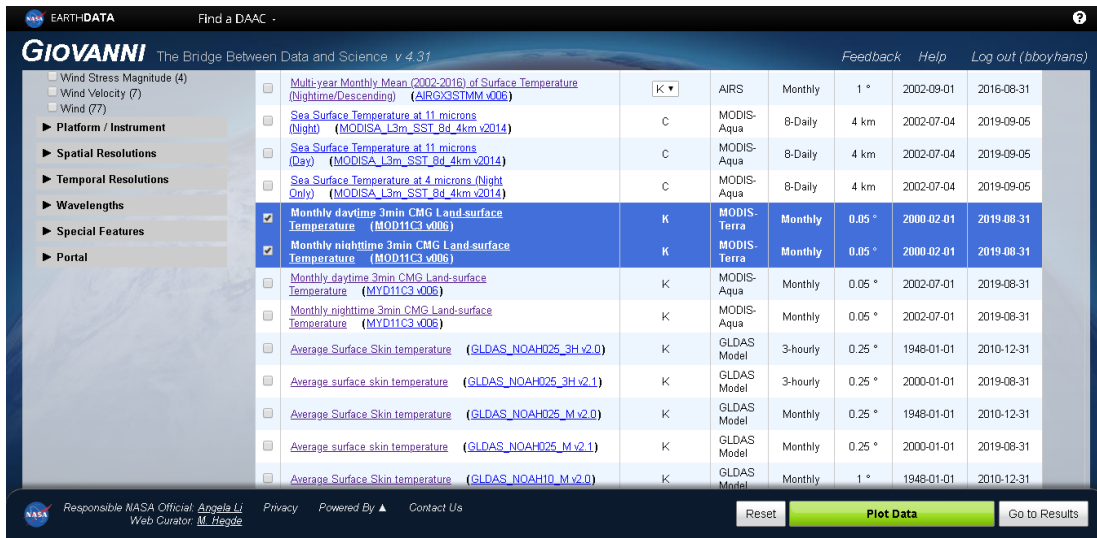 NASA EARTHDATA Find a DAAC -
GIOVANNI The Bridge Between Data and Science v 4.31 Feedback Help Log out (bboyhans)
Wind Stress Magnitude (4)
Wind Velocity (7)
Wind (77)
▶ Platform / Instrument
▶ Spatial Resolutions
▶ Temporal Resolutions
▶ Wavelengths
▶ Special Features
▶ Portal
Multi-year Monthly Mean (2002-2016) of Surface Temperature
(Nightime/Descending) (AIRGX3STMM v006) K ▾ AIRS Monthly 1 ° 2002-09-01 2016-08-31
Sea Surface Temperature at 11 microns
(Night) (MODISA_L3m_SST_8d_4km v2014) C MODIS-
Aqua 8-Daily 4 km 2002-07-04 2019-09-05
Sea Surface Temperature at 11 microns
(Day) (MODISA_L3m_SST_8d_4km v2014) C MODIS-
Aqua 8-Daily 4 km 2002-07-04 2019-09-05
Sea Surface Temperature at 4 microns (Night
Only) (MODISA_L3m_SST_8d_4km v2014) C MODIS-
Aqua 8-Daily 4 km 2002-07-04 2019-09-05
Monthly daytime 3min CMG Land-surface
Temperature (MOD11C3 v006) K MODIS-
Terra Monthly 0.05 ° 2000-02-01 2019-08-31
Monthly nighttime 3min CMG Land-surface
Temperature (MOD11C3 v006) K MODIS-
Terra Monthly 0.05 ° 2000-02-01 2019-08-31
Monthly daytime 3min CMG Land-surface
Temperature (MYD11C3 v006) K MODIS-
Aqua Monthly 0.05 ° 2002-07-01 2019-08-31
Monthly nighttime 3min CMG Land-surface
Temperature (MYD11C3 v006) K MODIS-
Aqua Monthly 0.05 ° 2002-07-01 2019-08-31
Average Surface Skin temperature (GLDAS_NOAH025_3H v2.0) K GLDAS
Model 3-hourly 0.25 ° 1948-01-01 2010-12-31
Average surface skin temperature (GLDAS_NOAH025_3H v2.1) K GLDAS
Model 3-hourly 0.25 ° 2000-01-01 2019-08-31
Average Surface Skin temperature (GLDAS_NOAH025_M v2.0) K GLDAS
Model Monthly 0.25 ° 1948-01-01 2010-12-31
Average surface skin temperature (GLDAS_NOAH025_M v2.1) K GLDAS
Model Monthly 0.25 ° 2000-01-01 2019-08-31
Average Surface Skin temperature (GLDAS_NOAH10_M v2.0) K GLDAS
Model Monthly 1 ° 1948-01-01 2010-12-31
NASA Responsible NASA Official: Angela Li Privacy Powered By ▲ Contact Us
Web Curator: M. Hegde
Reset Plot Data Go to Results